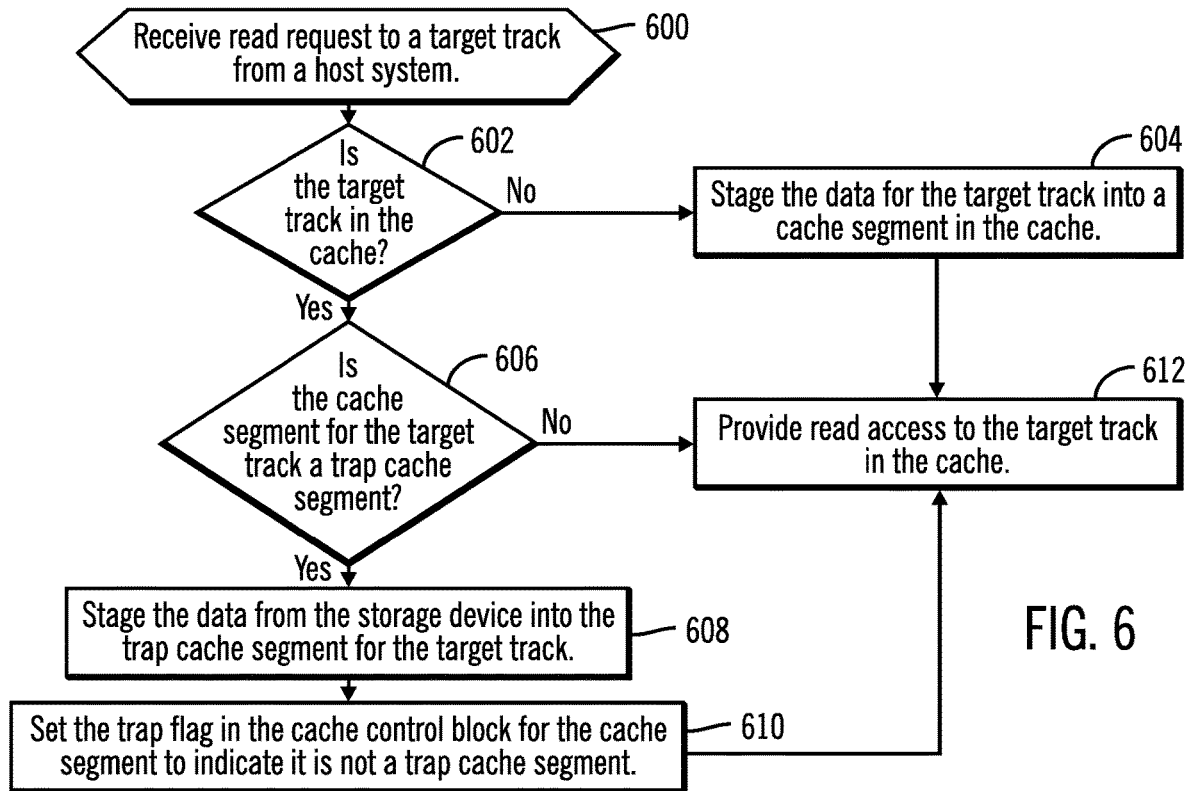 Receive read request to a target track
from a host system.
600
Is
the target
track in the
cache?
602
No
Yes
Stage the data for the target track into a
cache segment in the cache.
604
Is
the cache
segment for the target
track a trap cache
segment?
606
No
Yes
Provide read access to the target track
in the cache.
612
Stage the data from the storage device into the
trap cache segment for the target track.
608
FIG. 6
Set the trap flag in the cache control block for the cache
segment to indicate it is not a trap cache segment.
610